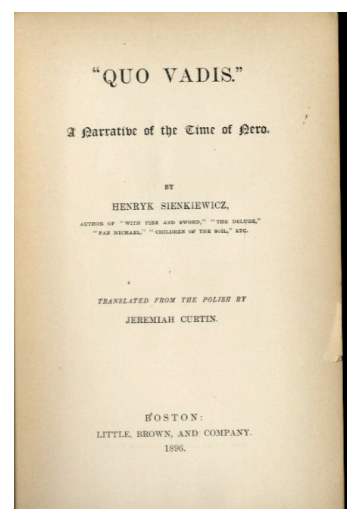 "QUO VADIS."
A Narrative of the Time of Nero.
BY
HENRYK SIENKIEWICZ,
AUTHOR OF "WITH FIRE AND SWORD," "THE DELUGE,"
"PAN MICHAEL," "CHILDREN OF THE SOIL," ETC.
TRANSLATED FROM THE POLISH BY
JEREMIAH CURTIN.
BOSTON:
LITTLE, BROWN, AND COMPANY.
1896.